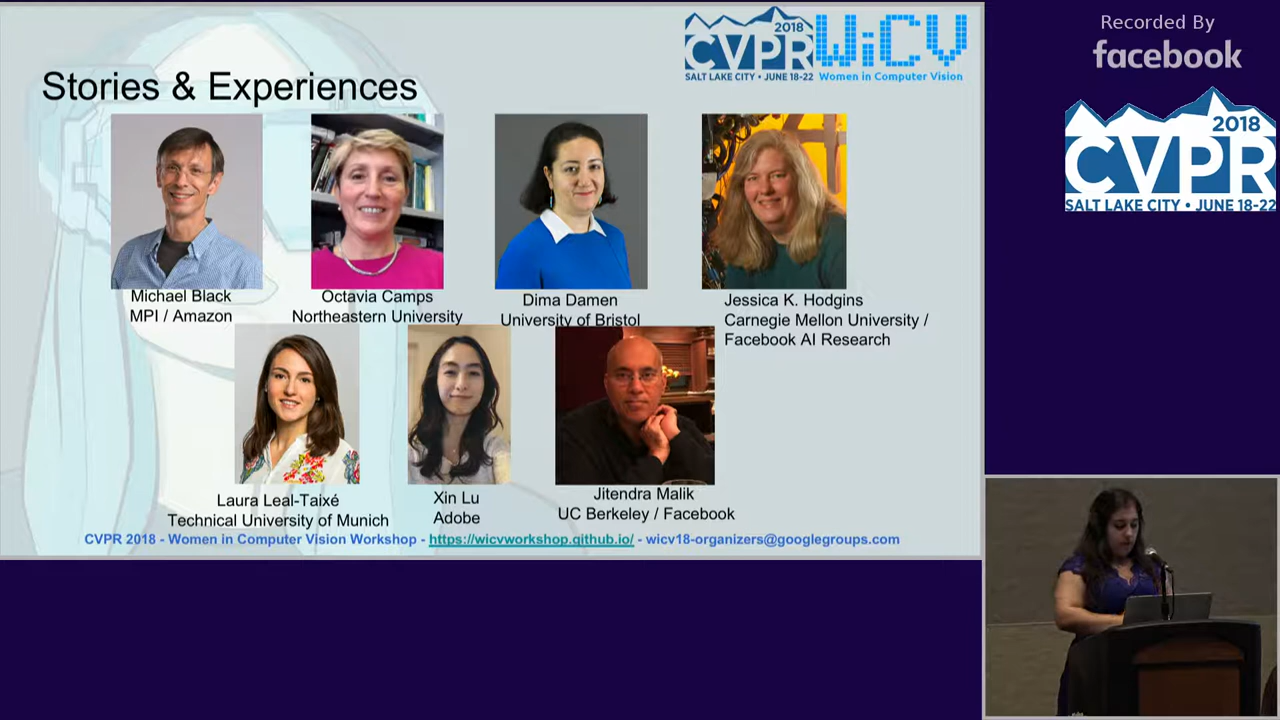 2018
CVPR
SALT LAKE CITY • JUNE 18-22
WiCV
Women in Computer Vision
Stories & Experiences
Michael Black
MPI / Amazon
Octavia Camps
Northeastern University
Dima Damen
University of Bristol
Jessica K. Hodgins
Carnegie Mellon University /
Facebook AI Research
Laura Leal-Taixé
Technical University of Munich
Xin Lu
Adobe
Jitendra Malik
UC Berkeley / Facebook
CVPR 2018 - Women in Computer Vision Workshop - https://wicvworkshop.github.io/ - wicv18-organizers@googlegroups.com
Recorded By
facebook
2018
CVPR
SALT LAKE CITY • JUNE 18-22